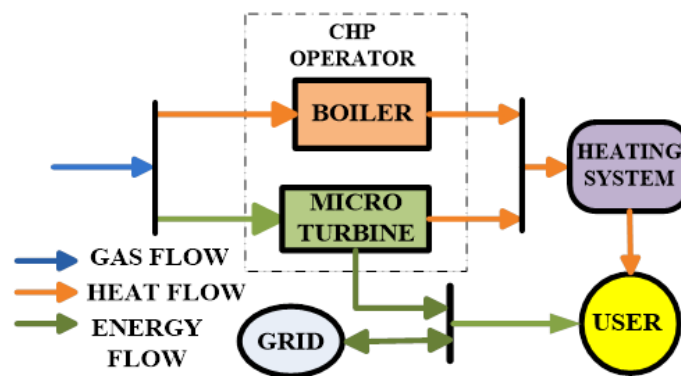 CHP
OPERATOR
BOILER
MICRO
TURBINE
HEATING
SYSTEM
GAS FLOW
HEAT FLOW
ENERGY
FLOW
GRID
USER